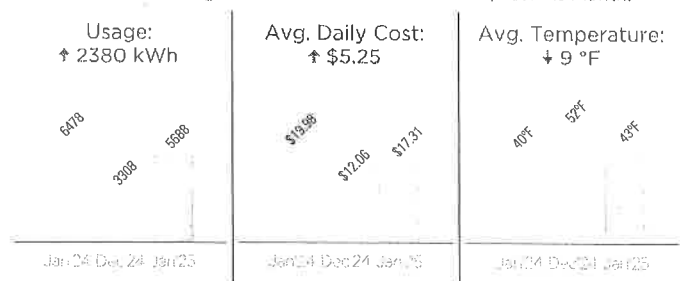 Usage:
↑ 2380 kWh
6478
3308
5688
Jan 24 Dec 24 Jan 25
Avg. Daily Cost:
↑ $5.25
$19.98
$12.06
$17.31
Jan 24 Dec 24 Jan 25
Avg. Temperature:
↓ 9 °F
40°F
52°F
43°F
Jan 24 Dec 24 Jan 25